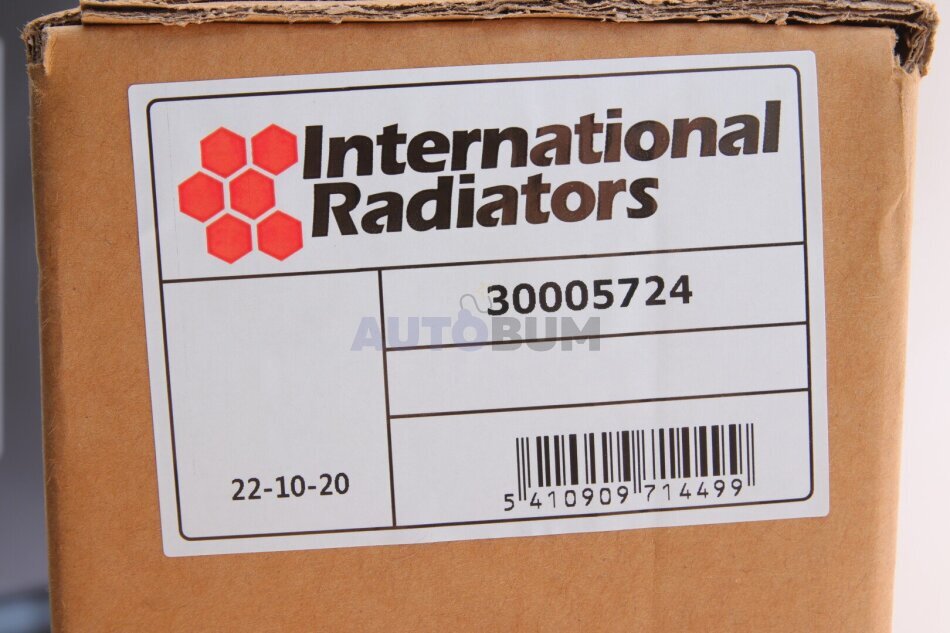 International
Radiators
30005724
AUTOBUM
22-10-20
5 410909 714499